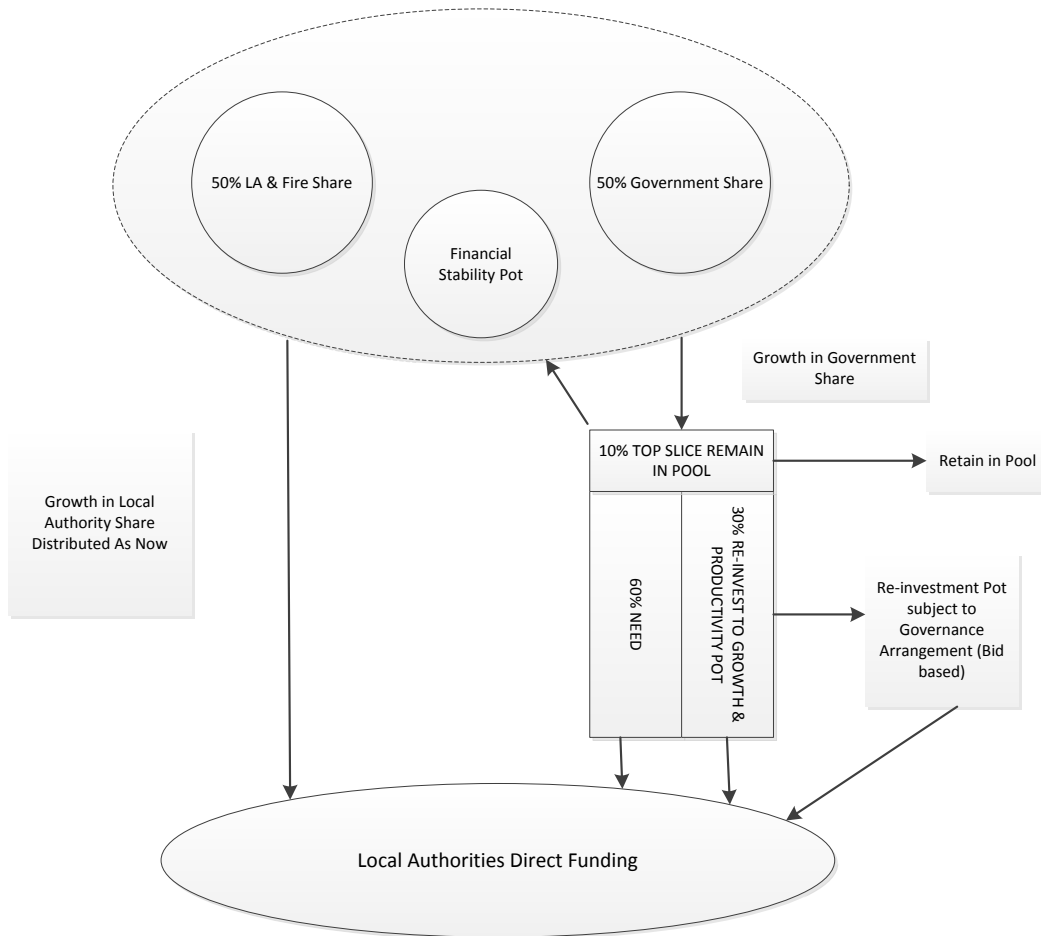 50% LA & Fire Share
50% Government Share
Financial
Stability Pot
Growth in Government
Share
10% TOP SLICE REMAIN
IN POOL
Retain in Pool
Growth in Local
Authority Share
Distributed As Now
60% NEED
30% RE-INVEST TO GROWTH &
PRODUCTIVITY POT
Re-investment Pot
subject to
Governance
Arrangement (Bid
based)
Local Authorities Direct Funding